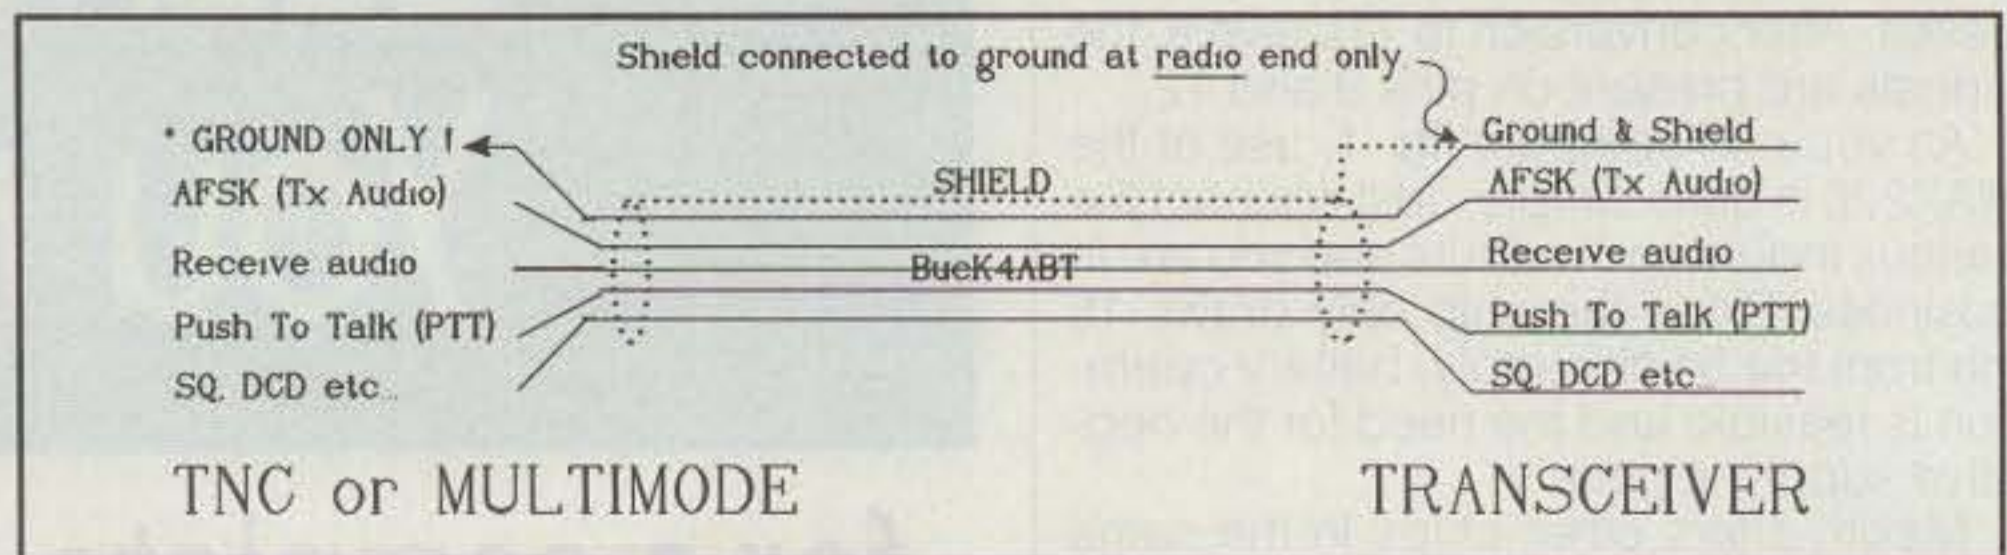 Shield connected to ground at radio end only.
* GROUND ONLY !
Ground & Shield
AFSK (Tx Audio)
SHIELD
AFSK (Tx Audio)
Receive audio
BucK4ABT
Receive audio
Push To Talk (PTT)
Push To Talk (PTT)
SQ, DCD etc...
SQ, DCD etc...
TNC or MULTIMODE
TRANSCEIVER